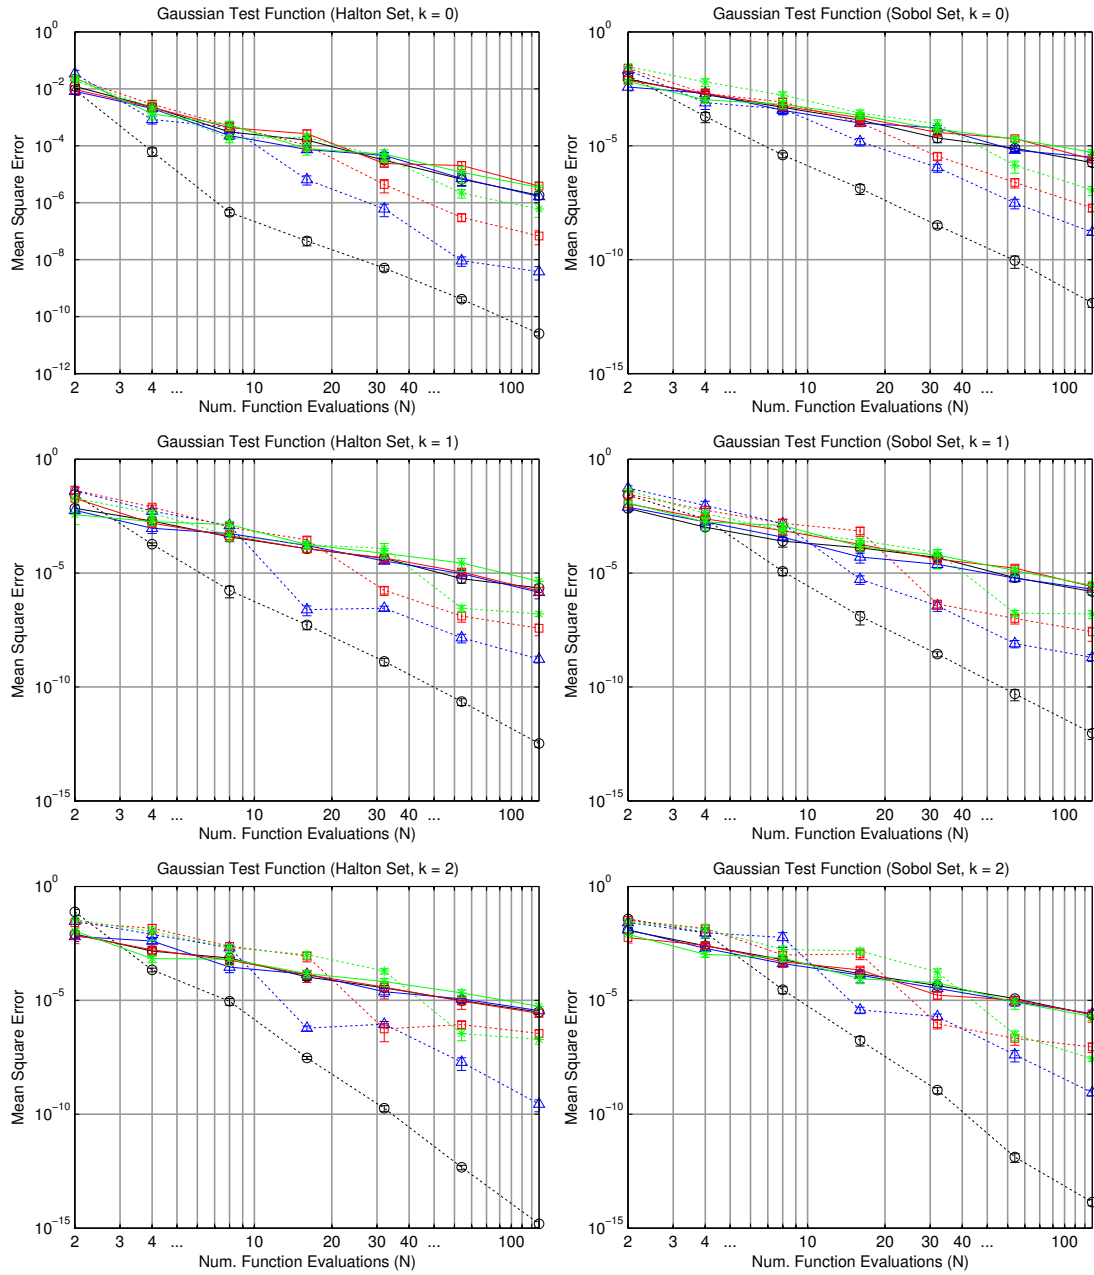 Gaussian Test Function (Halton Set, k = 0)
10^0
10^−2
10^−4
10^−6
10^−8
10^−10
10^−12
Mean Square Error
2 3 4 ... 10 20 30 40 ... 100
Num. Function Evaluations (N)
Gaussian Test Function (Sobol Set, k = 0)
10^0
10^−5
10^−10
10^−15
Mean Square Error
2 3 4 ... 10 20 30 40 ... 100
Num. Function Evaluations (N)
Gaussian Test Function (Halton Set, k = 1)
10^0
10^−5
10^−10
10^−15
Mean Square Error
2 3 4 ... 10 20 30 40 ... 100
Num. Function Evaluations (N)
Gaussian Test Function (Sobol Set, k = 1)
10^0
10^−5
10^−10
10^−15
Mean Square Error
2 3 4 ... 10 20 30 40 ... 100
Num. Function Evaluations (N)
Gaussian Test Function (Halton Set, k = 2)
10^0
10^−5
10^−10
10^−15
Mean Square Error
2 3 4 ... 10 20 30 40 ... 100
Num. Function Evaluations (N)
Gaussian Test Function (Sobol Set, k = 2)
10^0
10^−5
10^−10
10^−15
Mean Square Error
2 3 4 ... 10 20 30 40 ... 100
Num. Function Evaluations (N)